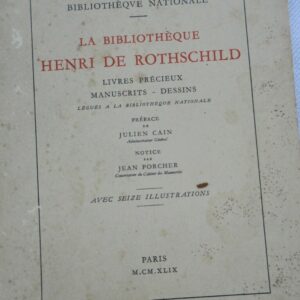 BIBLIOTHÈQVE NATIONALE
LA BIBLIOTHÈQUE
HENRI DE ROTHSCHILD
LIVRES PRÉCIEUX
MANUSCRITS - DESSINS
LÉGUÉS A LA BIBLIOTHÈQUE NATIONALE
PRÉFACE
DE
JULIEN CAIN
Administrateur Général
NOTICE
PAR
JEAN PORCHER
Conservateur du Cabinet des Manuscrits
AVEC SEIZE ILLUSTRATIONS
PARIS
M.CM.XLIX